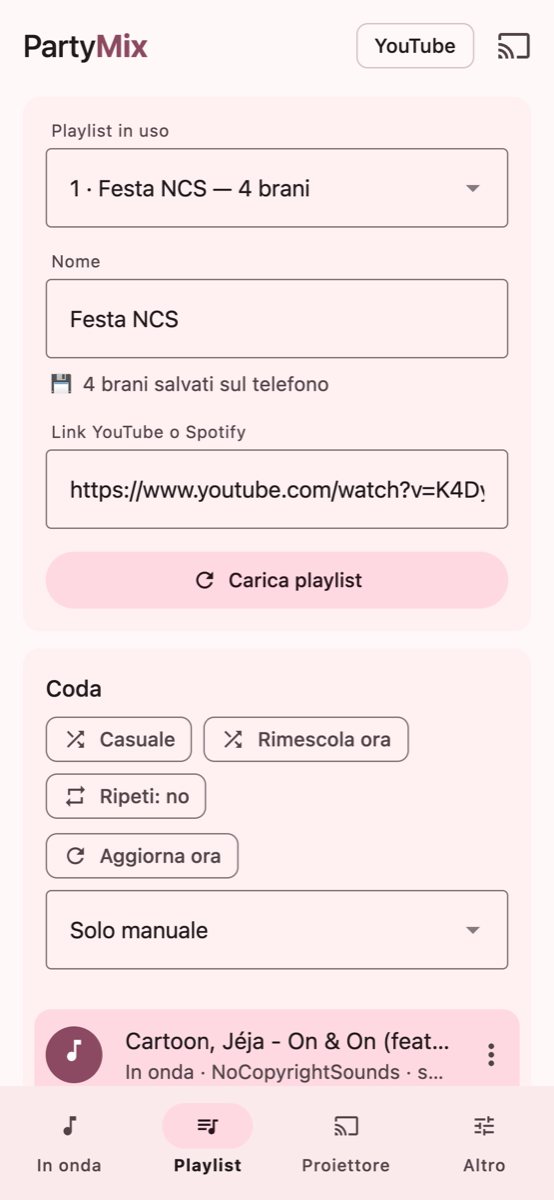 PartyMix
YouTube
Playlist in uso
1 · Festa NCS — 4 brani
Nome
Festa NCS
💾 4 brani salvati sul telefono
Link YouTube o Spotify
https://www.youtube.com/watch?v=K4Dy
Carica playlist
Coda
Casuale
Rimescola ora
Ripeti: no
Aggiorna ora
Solo manuale
Cartoon, Jéja - On & On (feat...
In onda · NoCopyrightSounds · s...
In onda
Playlist
Proiettore
Altro